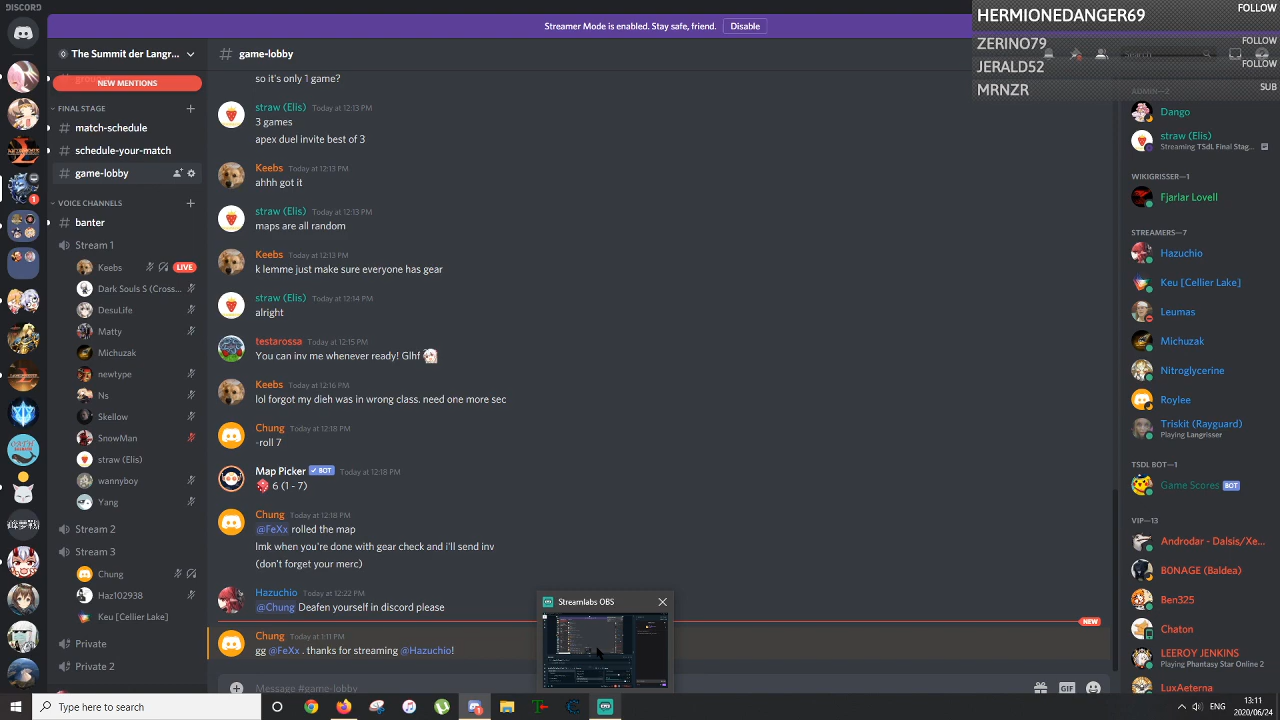 DISCORD
Streamer Mode is enabled. Stay safe, friend.
Disable
HERMIONEDANGER69
FOLLOW
ZERINO79
FOLLOW
JERALD52
FOLLOW
MRNZR
SUB
The Summit der Langr...
# game-lobby
Search
NEW MENTIONS
FINAL STAGE
match-schedule
schedule-your-match
game-lobby
VOICE CHANNELS
banter
Stream 1
Keebs
LIVE
Dark Souls S (Cross...
DesuLife
Matty
Michuzak
newtype
Ns
Skellow
SnowMan
straw (Elis)
wannyboy
Yang
Stream 2
Stream 3
Chung
Haz102938
Keu [Cellier Lake]
Private
Private 2
so it's only 1 game?
straw (Elis) Today at 12:13 PM
3 games
apex duel invite best of 3
Keebs Today at 12:13 PM
ahhh got it
straw (Elis) Today at 12:13 PM
maps are all random
Keebs Today at 12:13 PM
k lemme just make sure everyone has gear
straw (Elis) Today at 12:14 PM
alright
testarossa Today at 12:15 PM
You can inv me whenever ready! Glhf
Keebs Today at 12:16 PM
lol forgot my dieh was in wrong class. need one more sec
Chung Today at 12:18 PM
-roll 7
Map Picker BOT Today at 12:18 PM
6 (1 - 7)
Chung Today at 12:18 PM
@FeXx rolled the map
lmk when you're done with gear check and i'll send inv
(don't forget your merc)
Hazuchio Today at 12:22 PM
@Chung Deafen yourself in discord please
NEW
Chung Today at 1:11 PM
gg @FeXx . thanks for streaming @Hazuchio!
Message #game-lobby
GIF
Streamlabs OBS
ADMIN—2
Dango
straw (Elis)
Streaming TSdL Final Stag...
WIKIGRISSER—1
Fjarlar Lovell
STREAMERS—7
Hazuchio
Keu [Cellier Lake]
Leumas
Michuzak
Nitroglycerine
Roylee
Triskit (Rayguard)
Playing Langrisser
TSDL BOT—1
Game Scores BOT
VIP—13
Androdar - Dalsis/Xe...
B0NAGE (Baldea)
Ben325
Chaton
LEEROY JENKINS
Playing Phantasy Star Onlin...
LuxAeterna
Type here to search
ENG
13:11
2020/06/24